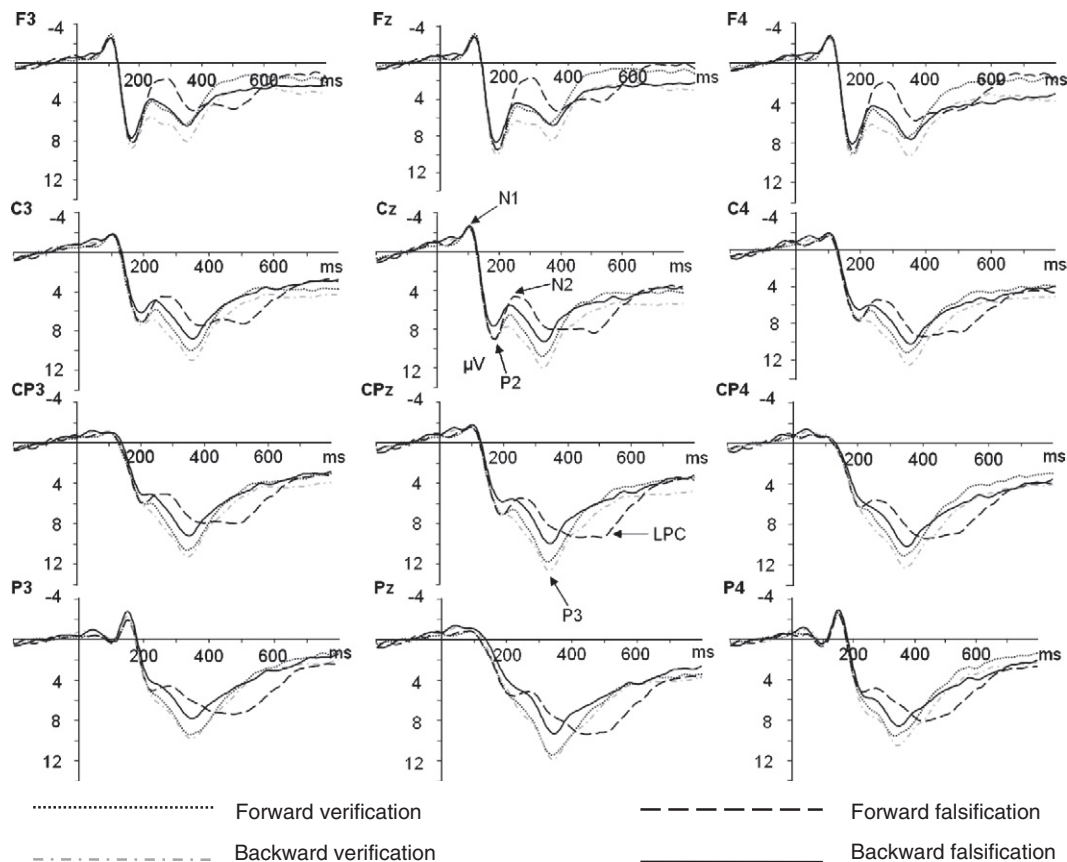 F3 -4 200 400 600 ms 4 8 12
Fz -4 200 400 600 ms 4 8 12
F4 -4 200 400 600 ms 4 8 12
C3 -4 200 400 600 ms 4 8 12
Cz -4 N1 200 400 600 ms N2 4 8 12 µV P2
C4 -4 200 400 600 ms 4 8 12
CP3 -4 200 400 600 ms 4 8 12
CPz -4 200 400 600 ms 4 8 12 LPC P3
CP4 -4 200 400 600 ms 4 8 12
P3 -4 200 400 600 ms 4 8 12
Pz -4 200 400 600 ms 4 8 12
P4 -4 200 400 600 ms 4 8 12
Forward verification
Forward falsification
Backward verification
Backward falsification